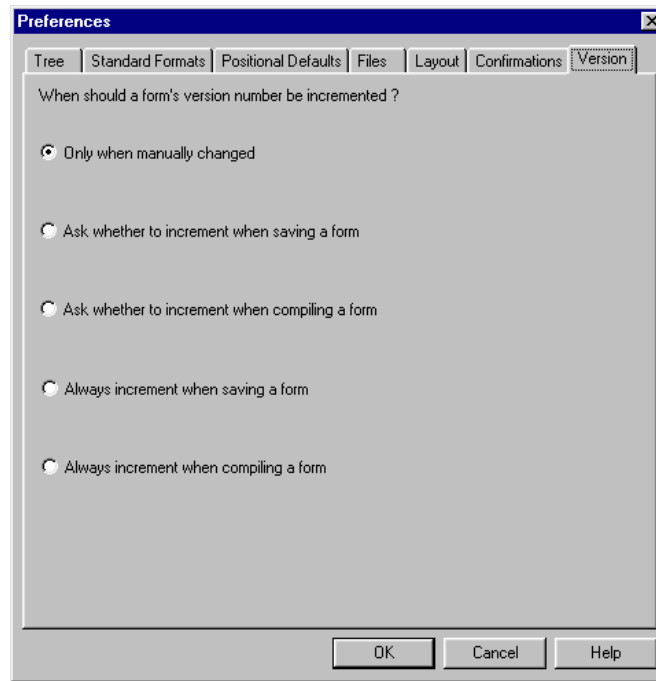 Preferences
Tree Standard Formats Positional Defaults Files Layout Confirmations Version
When should a form's version number be incremented ?
Only when manually changed
Ask whether to increment when saving a form
Ask whether to increment when compiling a form
Always increment when saving a form
Always increment when compiling a form
OK Cancel Help